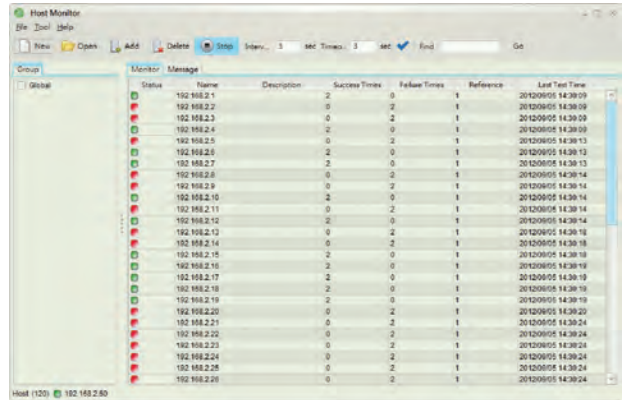 Host Monitor
File Tool Help
New Open Add Delete Stop Interv.. 3 sec Timeo.. 3 sec Find Go
Group Monitor Message
Global
Status Name Description Success Times Failure Times Reference Last Test Time
192.168.2.1 2 0 1 2012/09/05 14:39:09
192.168.2.2 0 2 1 2012/09/05 14:39:09
192.168.2.3 0 2 1 2012/09/05 14:39:09
192.168.2.4 2 0 1 2012/09/05 14:39:09
192.168.2.5 0 2 1 2012/09/05 14:39:13
192.168.2.6 2 0 1 2012/09/05 14:39:13
192.168.2.7 2 0 1 2012/09/05 14:39:13
192.168.2.8 0 2 1 2012/09/05 14:39:14
192.168.2.9 0 2 1 2012/09/05 14:39:14
192.168.2.10 2 0 1 2012/09/05 14:39:14
192.168.2.11 0 2 1 2012/09/05 14:39:14
192.168.2.12 2 0 1 2012/09/05 14:39:14
192.168.2.13 0 2 1 2012/09/05 14:39:18
192.168.2.14 0 2 1 2012/09/05 14:39:18
192.168.2.15 2 0 1 2012/09/05 14:39:18
192.168.2.16 2 0 1 2012/09/05 14:39:19
192.168.2.17 2 0 1 2012/09/05 14:39:19
192.168.2.18 2 0 1 2012/09/05 14:39:19
192.168.2.19 2 0 1 2012/09/05 14:39:19
192.168.2.20 0 2 1 2012/09/05 14:39:20
192.168.2.21 0 2 1 2012/09/05 14:39:24
192.168.2.22 0 2 1 2012/09/05 14:39:24
192.168.2.23 0 2 1 2012/09/05 14:39:24
192.168.2.24 0 2 1 2012/09/05 14:39:24
192.168.2.25 0 2 1 2012/09/05 14:39:24
192.168.2.26 0 2 1 2012/09/05 14:39:24
Host (120) 192.168.2.60